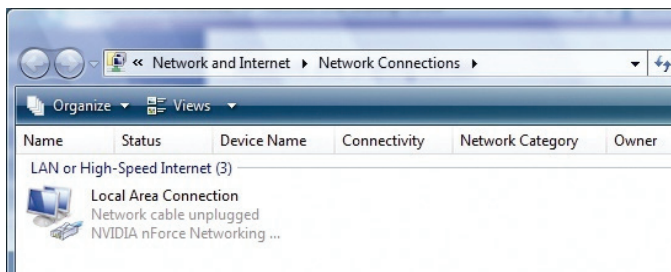 « Network and Internet ▸ Network Connections ▸
Organize ▼ Views ▼
Name Status Device Name Connectivity Network Category Owner
LAN or High-Speed Internet (3)
Local Area Connection
Network cable unplugged
NVIDIA nForce Networking ...